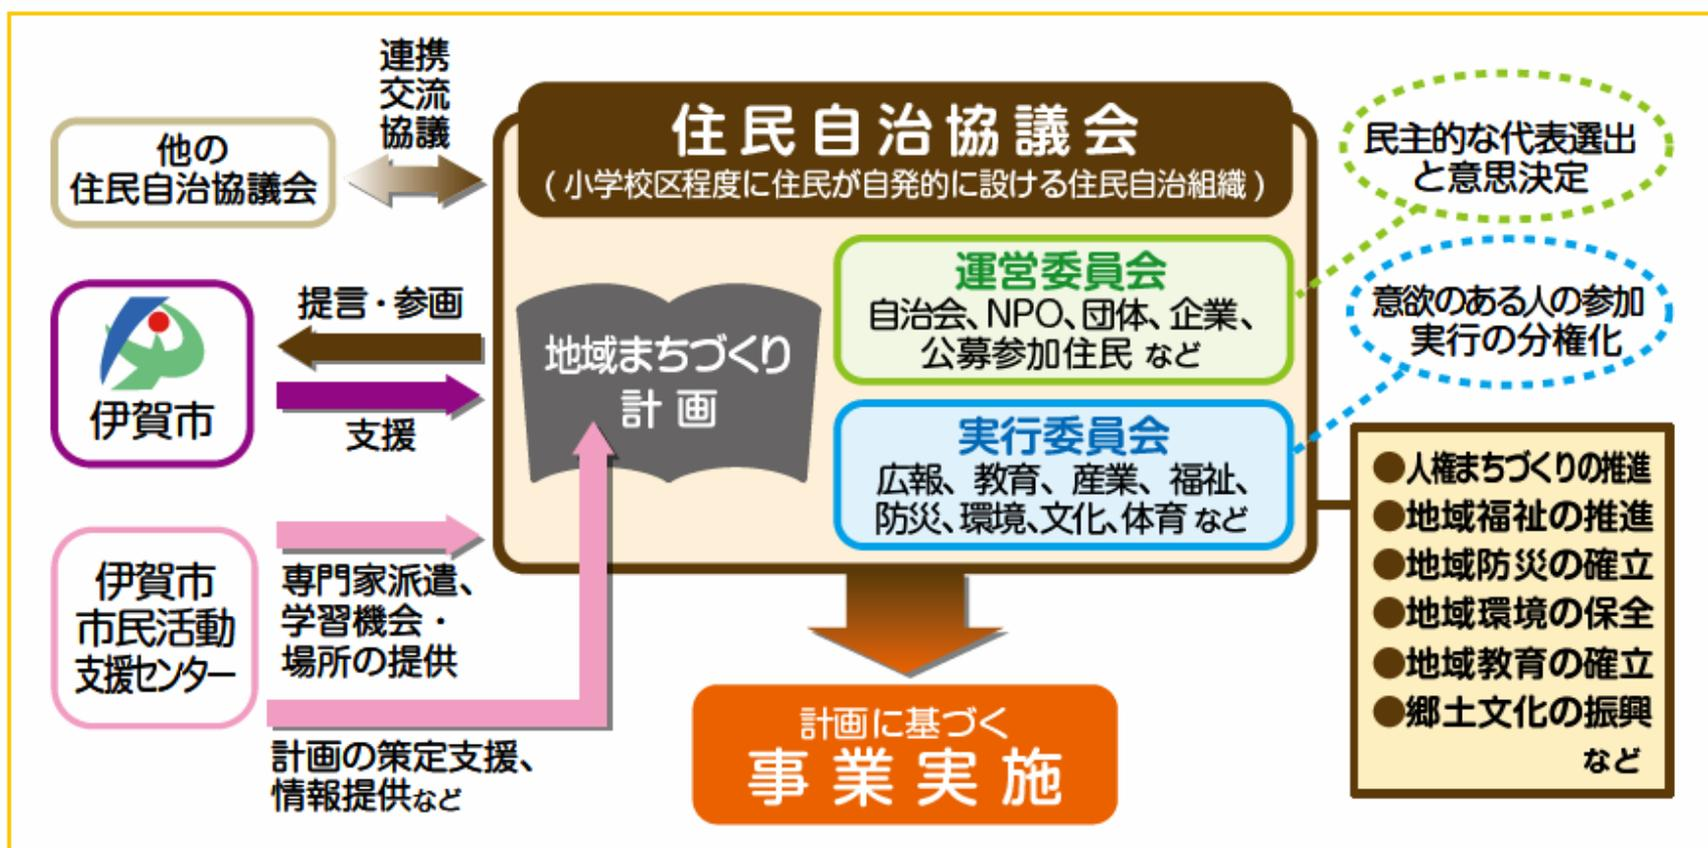 連携
交流
協議
他の
住民自治協議会
住民自治協議会
(小学校区程度に住民が自発的に設ける住民自治組織)
民主的な代表選出
と意思決定
運営委員会
自治会、NPO、団体、企業、
公募参加住民 など
意欲のある人の参加
実行の分権化
提言・参画
伊賀市
支援
地域まちづくり
計画
実行委員会
広報、教育、産業、福祉、
防災、環境、文化、体育 など
●人権まちづくりの推進
●地域福祉の推進
●地域防災の確立
●地域環境の保全
●地域教育の確立
●郷土文化の振興
など
伊賀市
市民活動
支援センター
専門家派遣、
学習機会・
場所の提供
計画の策定支援、
情報提供など
計画に基づく
事業実施